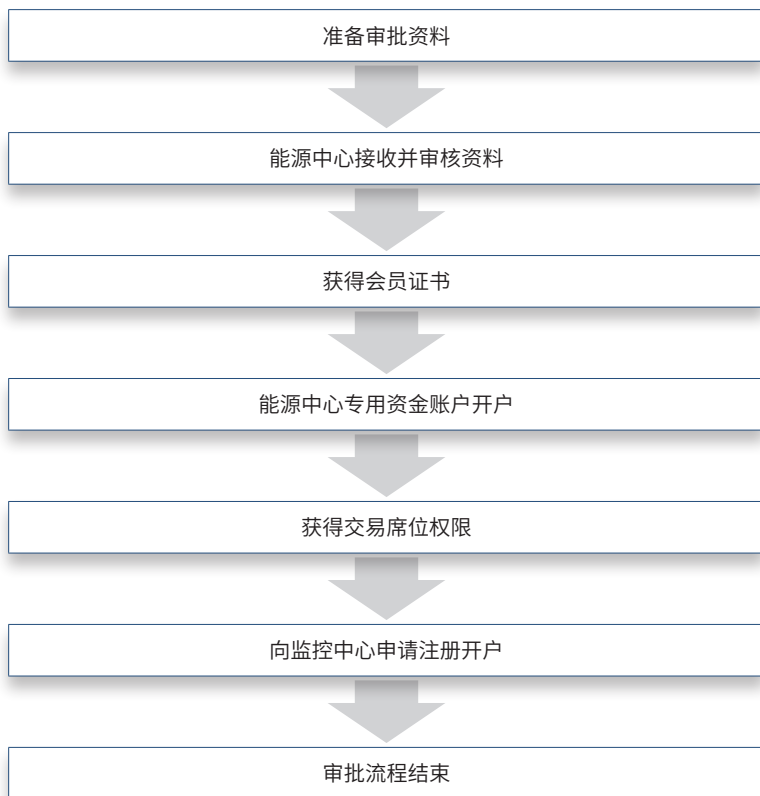 准备审批资料
能源中心接收并审核资料
获得会员证书
能源中心专用资金账户开户
获得交易席位权限
向监控中心申请注册开户
审批流程结束